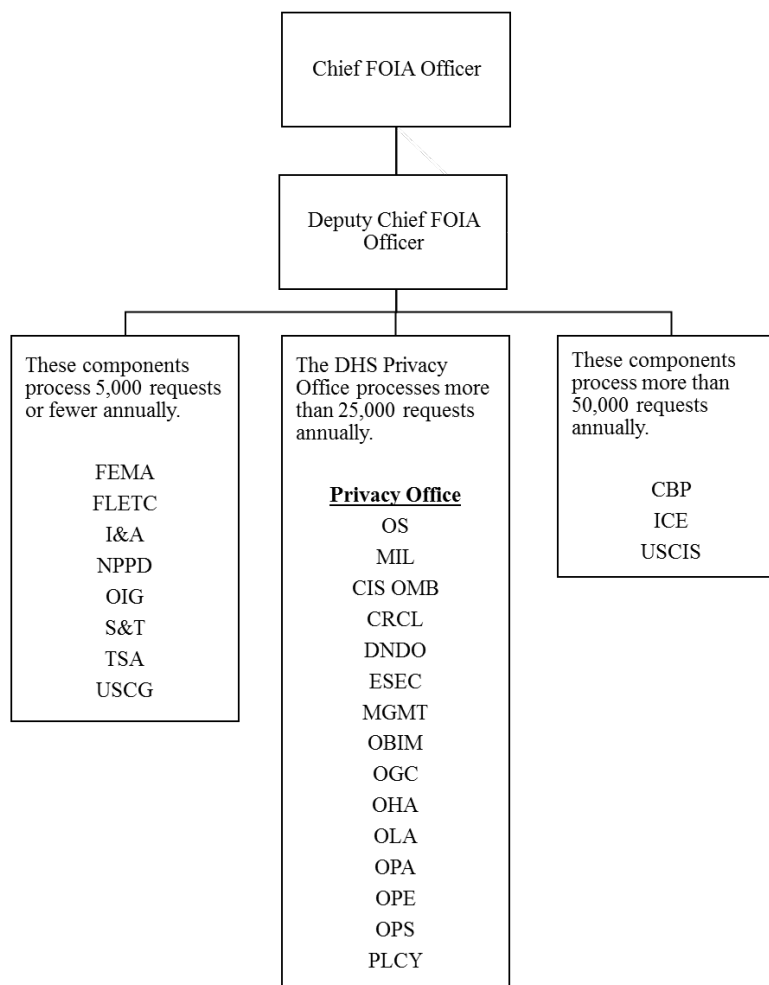 Chief FOIA Officer
Deputy Chief FOIA
Officer
These components
process 5,000 requests
or fewer annually.
FEMA
FLETC
I&A
NPPD
OIG
S&T
TSA
USCG
The DHS Privacy
Office processes more
than 25,000 requests
annually.
Privacy Office
OS
MIL
CIS OMB
CRCL
DNDO
ESEC
MGMT
OBIM
OGC
OHA
OLA
OPA
OPE
OPS
PLCY
These components
process more than
50,000 requests
annually.
CBP
ICE
USCIS